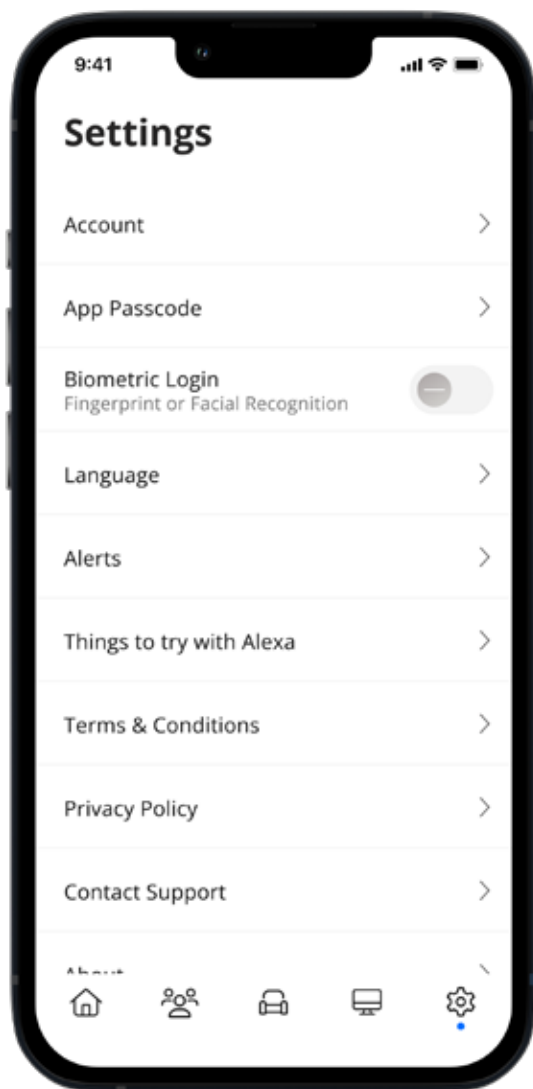 9:41
Settings
Account
App Passcode
Biometric Login
Fingerprint or Facial Recognition
Language
Alerts
Things to try with Alexa
Terms & Conditions
Privacy Policy
Contact Support
About